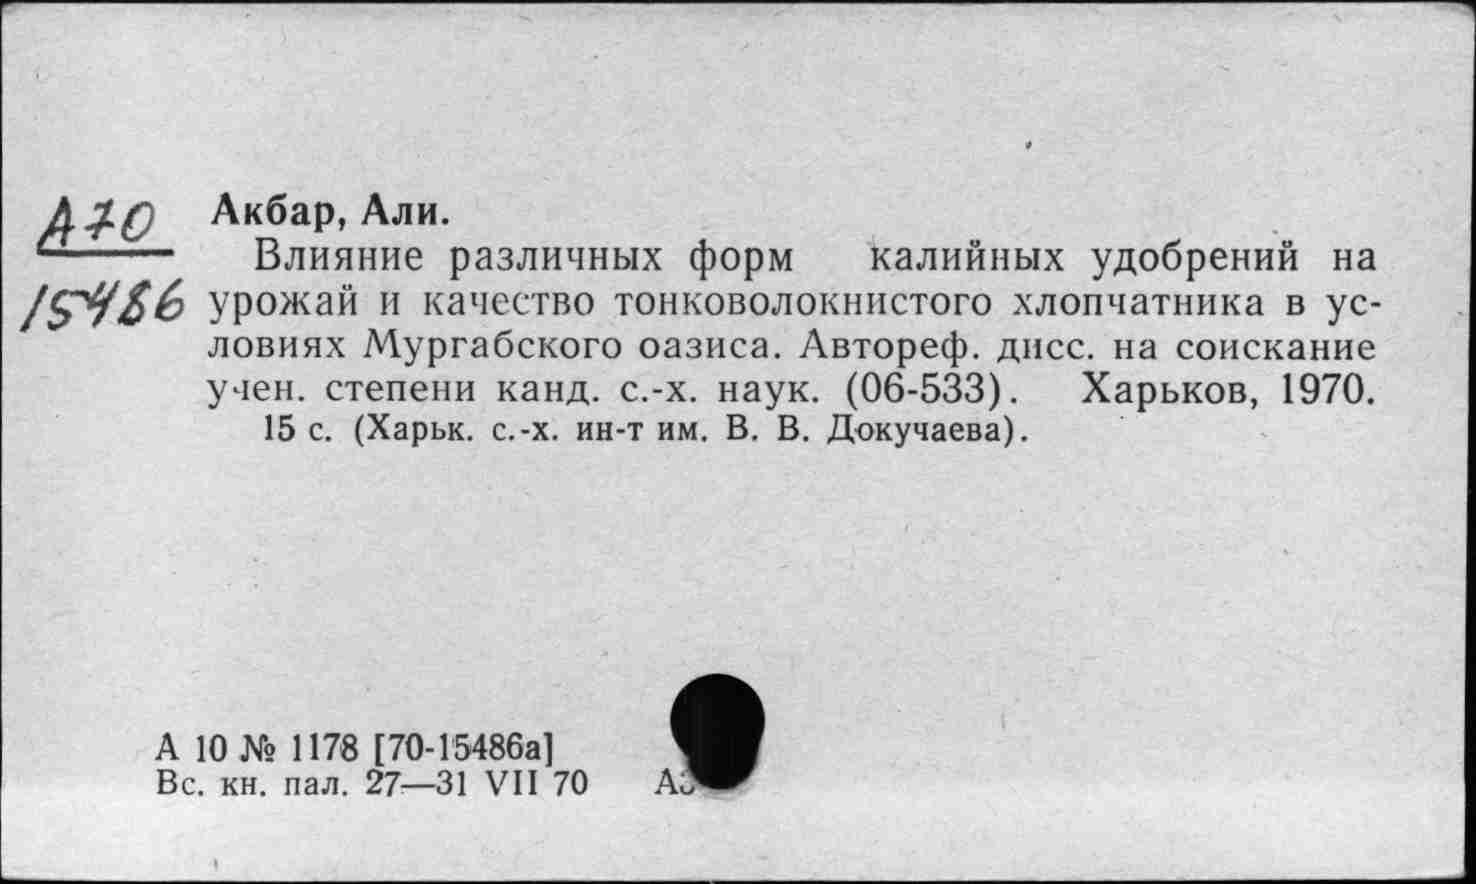 А70
15486
Акбар, Али.
Влияние различных форм калийных удобрений на
урожай и качество тонковолокнистого хлопчатника в ус-
ловиях Мургабского оазиса. Автореф. дисс. на соискание
учен. степени канд. с.-х. наук. (06-533). Харьков, 1970.
15 с. (Харьк. с.-х. ин-т им. В. В. Докучаева).
А 10 № 1178 [70-15486а]
Вс. кн. пал. 27—31 VII 70